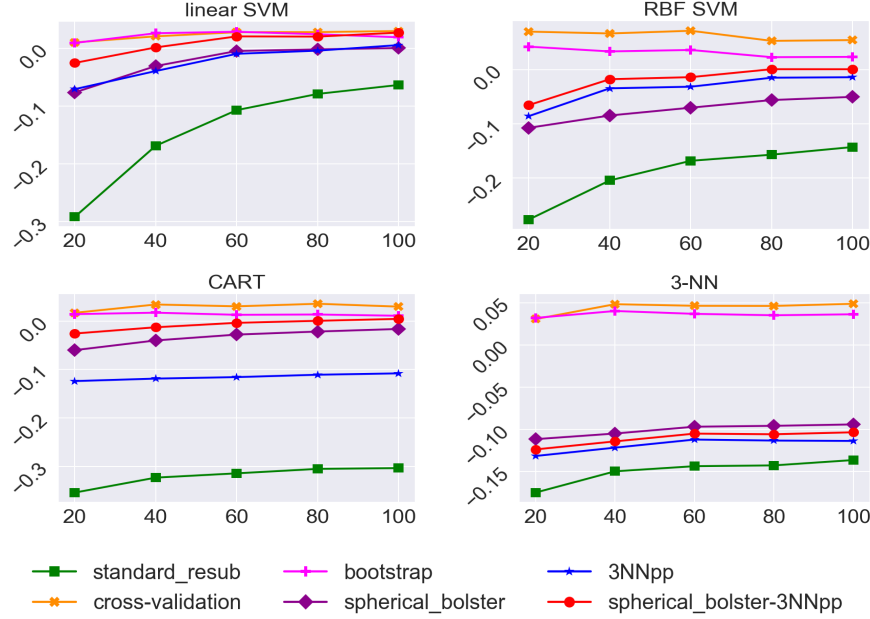 linear SVM
RBF SVM
0.0
−0.1
−0.2
−0.3
20 40 60 80 100
0.0
−0.1
−0.2
20 40 60 80 100
CART
3-NN
0.0
−0.1
−0.2
−0.3
20 40 60 80 100
0.05
0.00
−0.05
−0.10
−0.15
20 40 60 80 100
standard_resub bootstrap 3NNpp
cross-validation spherical_bolster spherical_bolster-3NNpp